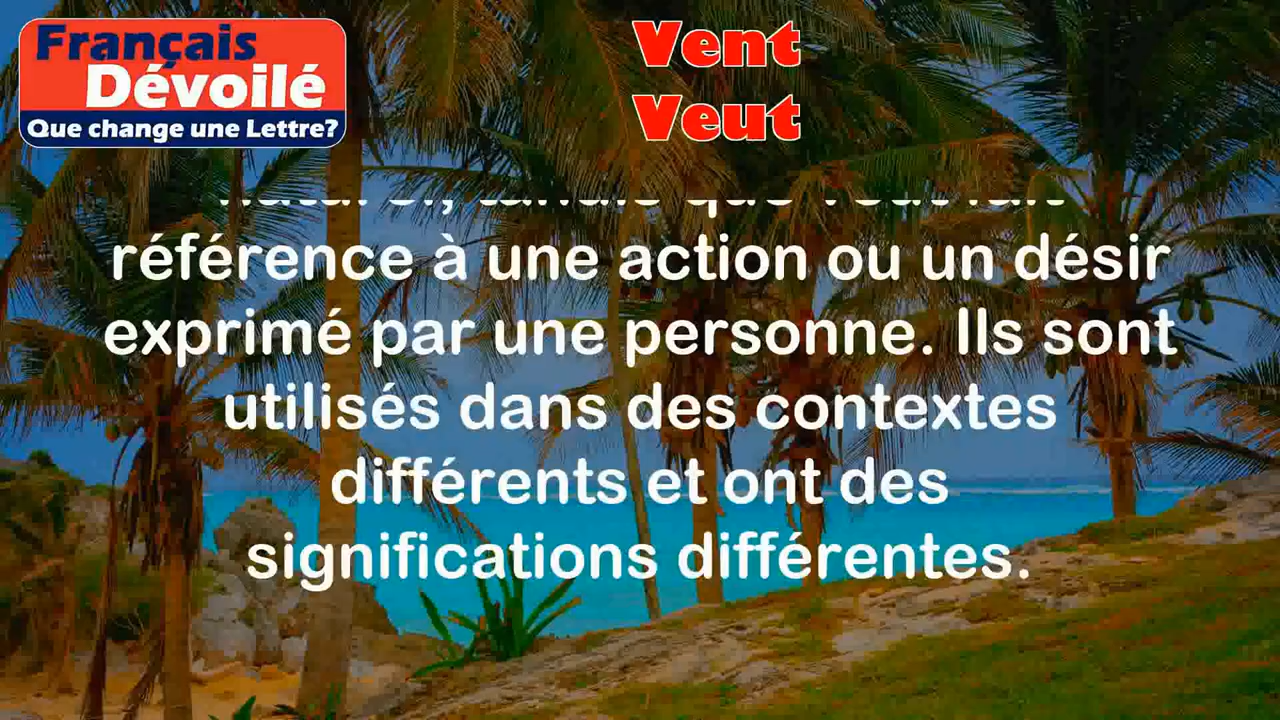 Français
Dévoilé
Que change une Lettre?
Vent
Veut
référence à une action ou un désir
exprimé par une personne. Ils sont
utilisés dans des contextes
différents et ont des
significations différentes.